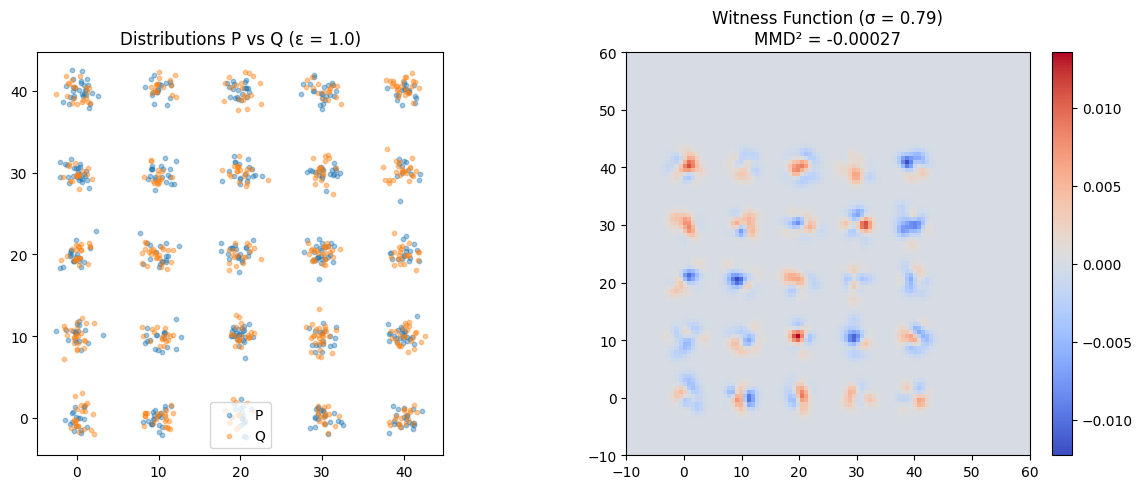 Distributions P vs Q (ε = 1.0)
40
30
20
10
0
0 10 20 30 40
P
Q
Witness Function (σ = 0.79)
MMD² = -0.00027
60
50
40
30
20
10
0
−10
−10 0 10 20 30 40 50 60
0.010
0.005
0.000
−0.005
−0.010